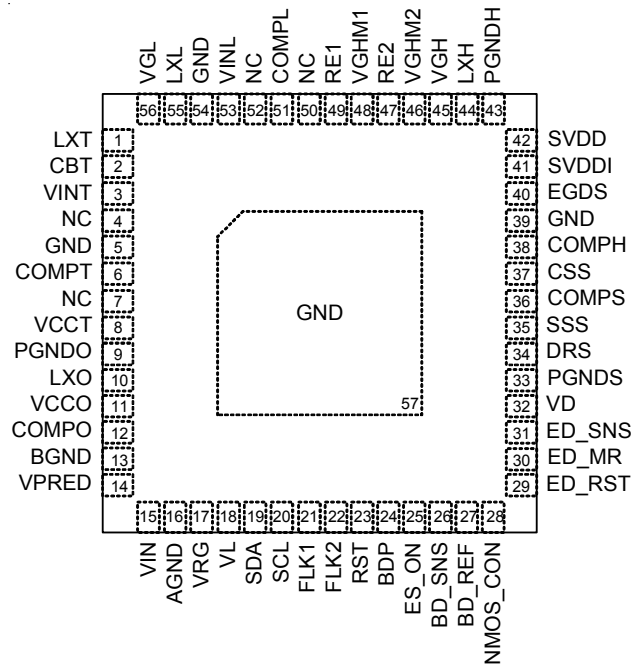 VGL
LXL
GND
VINL
NC
COMPL
NC
RE1
VGHM1
RE2
VGHM2
VGH
LXH
PGNDH
56 55 54 53 52 51 50 49 48 47 46 45 44 43
LXT 1
CBT 2
VINT 3
NC 4
GND 5
COMPT 6
NC 7
VCCT 8
PGNDO 9
LXO 10
VCCO 11
COMPO 12
BGND 13
VPRED 14
GND
57
42 SVDD
41 SVDDI
40 EGDS
39 GND
38 COMPH
37 CSS
36 COMPS
35 SSS
34 DRS
33 PGNDS
32 VD
31 ED_SNS
30 ED_MR
29 ED_RST
15 16 17 18 19 20 21 22 23 24 25 26 27 28
VIN
AGND
VRG
VL
SDA
SCL
FLK1
FLK2
RST
BDP
ES_ON
BD_SNS
BD_REF
NMOS_CON